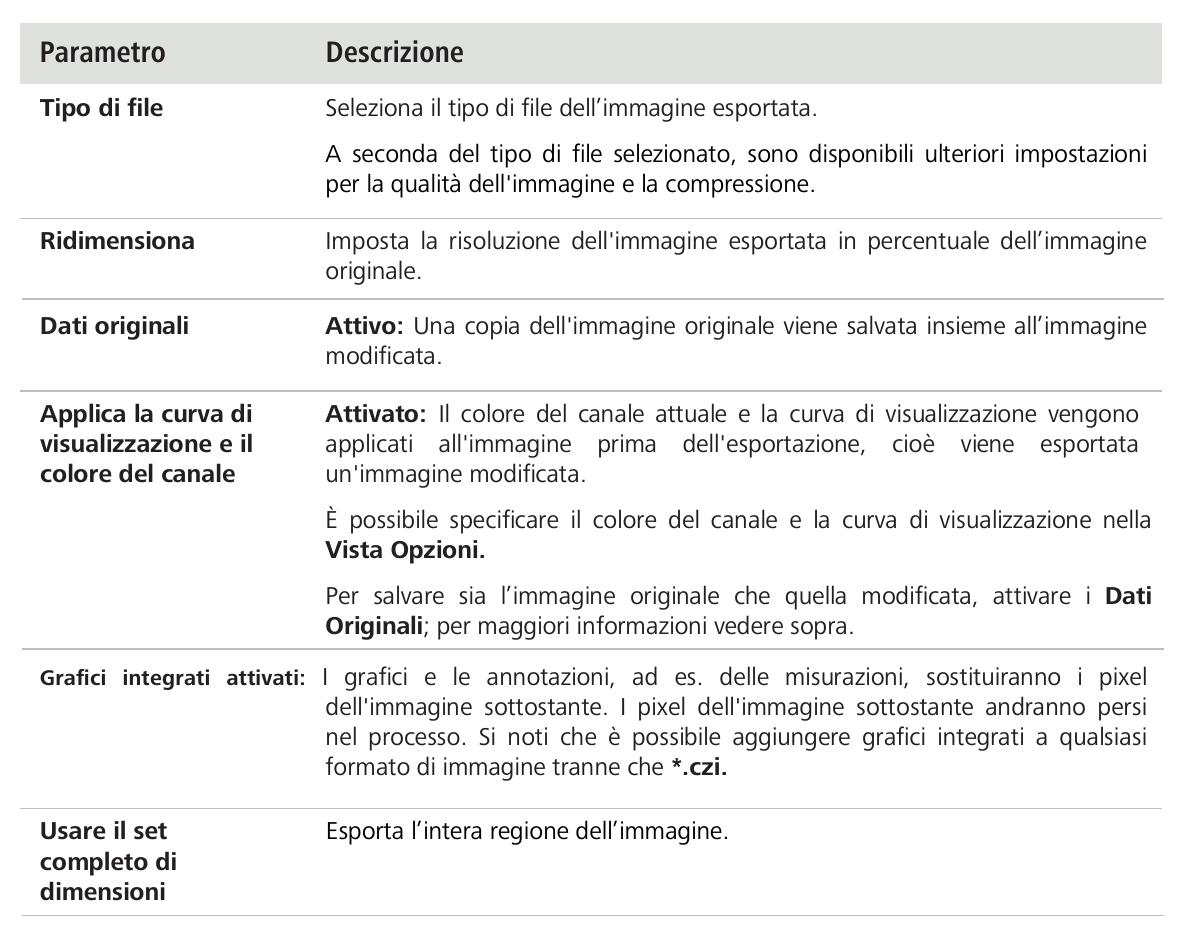 Parametro Descrizione
Tipo di file Seleziona il tipo di file dell’immagine esportata.
A seconda del tipo di file selezionato, sono disponibili ulteriori impostazioni
per la qualità dell'immagine e la compressione.
Ridimensiona Imposta la risoluzione dell'immagine esportata in percentuale dell’immagine
originale.
Dati originali Attivo: Una copia dell'immagine originale viene salvata insieme all’immagine
modificata.
Applica la curva di Attivato: Il colore del canale attuale e la curva di visualizzazione vengono
visualizzazione e il applicati all'immagine prima dell'esportazione, cioè viene esportata
colore del canale un'immagine modificata.
È possibile specificare il colore del canale e la curva di visualizzazione nella
Vista Opzioni.
Per salvare sia l’immagine originale che quella modificata, attivare i Dati
Originali; per maggiori informazioni vedere sopra.
Grafici integrati attivati: I grafici e le annotazioni, ad es. delle misurazioni, sostituiranno i pixel
dell'immagine sottostante. I pixel dell'immagine sottostante andranno persi
nel processo. Si noti che è possibile aggiungere grafici integrati a qualsiasi
formato di immagine tranne che *.czi.
Usare il set Esporta l’intera regione dell’immagine.
completo di
dimensioni